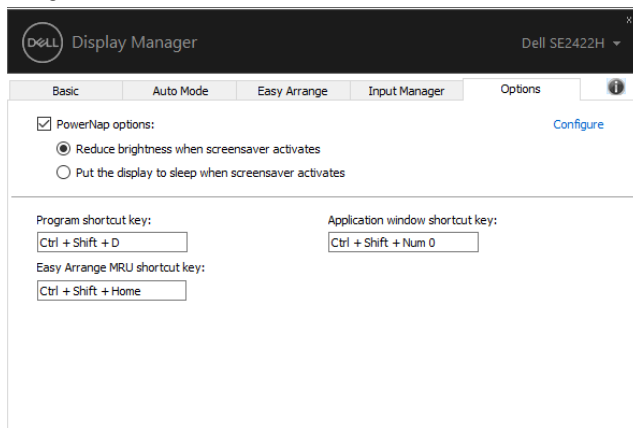 DELL Display Manager Dell SE2422H
Basic Auto Mode Easy Arrange Input Manager Options
PowerNap options: Configure
Reduce brightness when screensaver activates
Put the display to sleep when screensaver activates
Program shortcut key: Application window shortcut key:
Ctrl + Shift + D Ctrl + Shift + Num 0
Easy Arrange MRU shortcut key:
Ctrl + Shift + Home